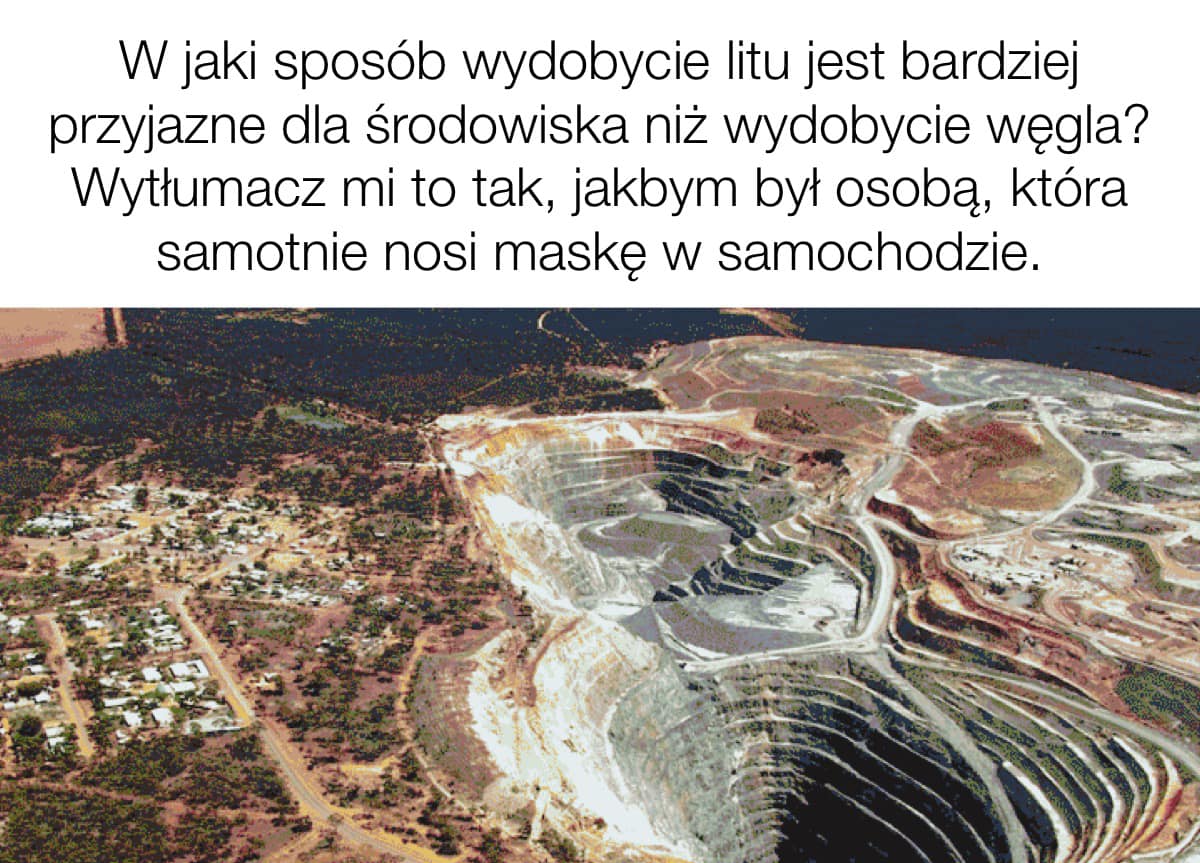 W jaki sposób wydobycie litu jest bardziej
przyjazne dla środowiska niż wydobycie węgla?
Wytłumacz mi to tak, jakbym był osobą, która
samotnie nosi maskę w samochodzie.